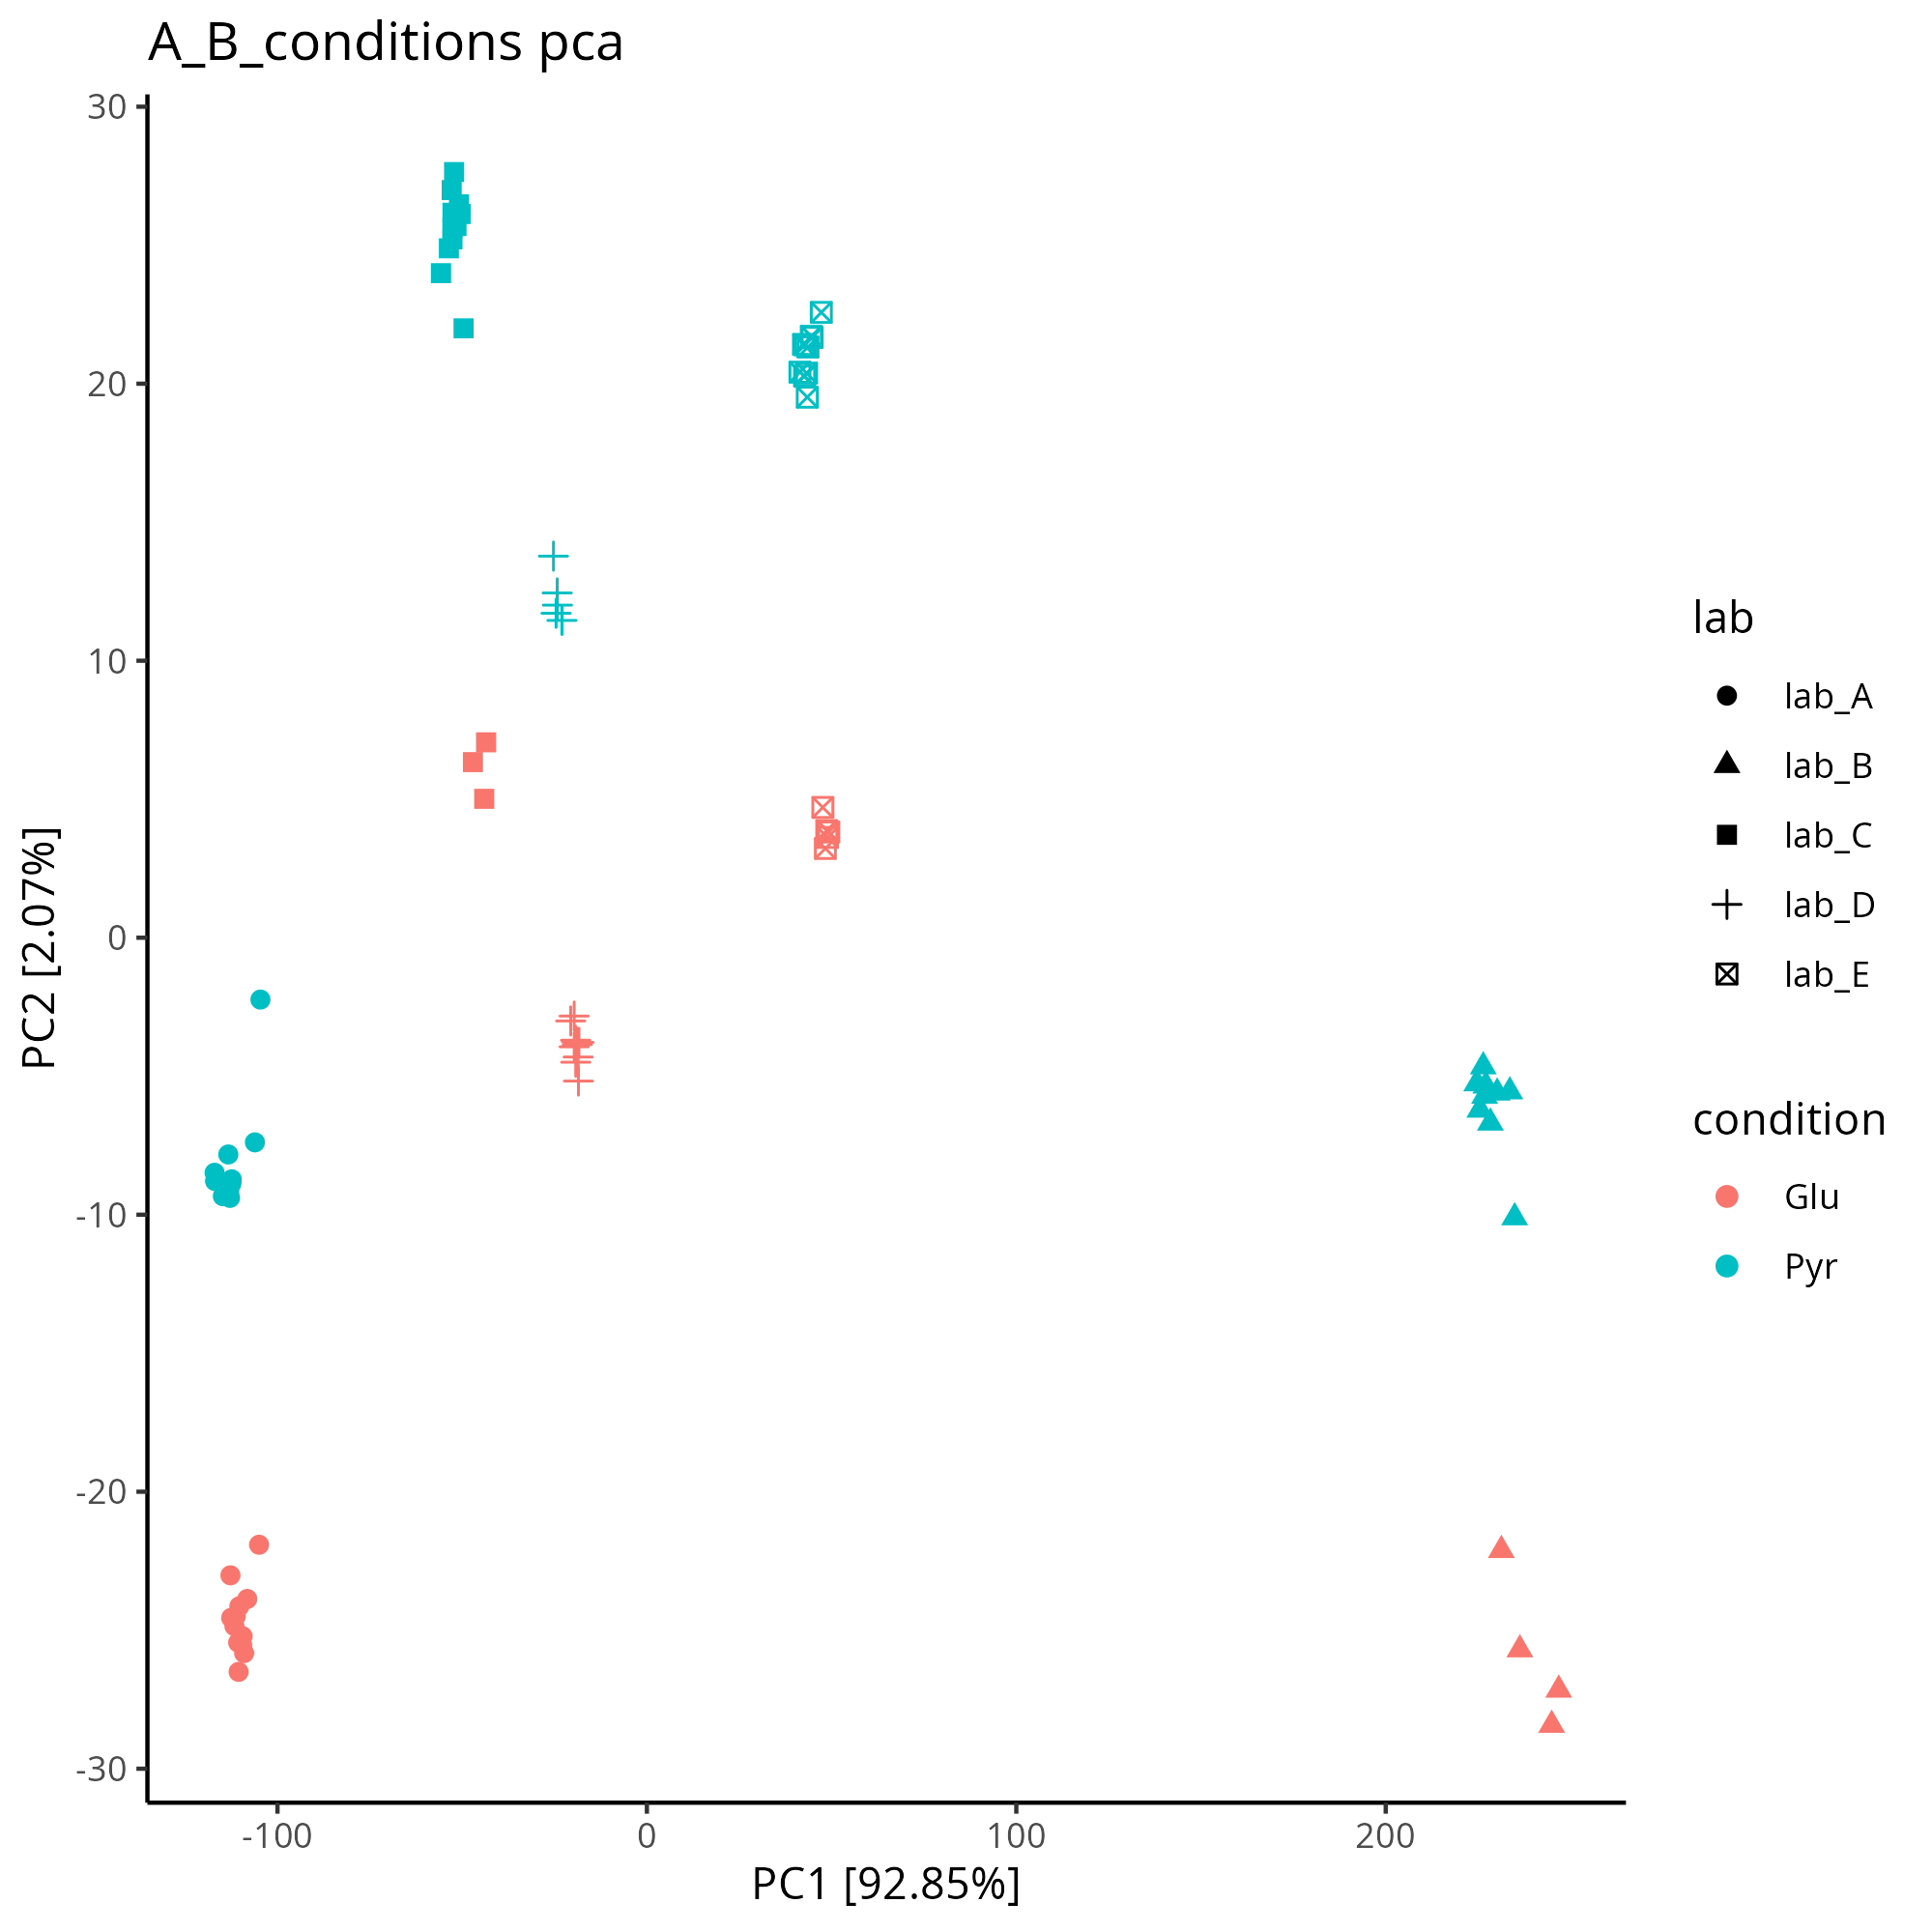 A_B_conditions pca
30
20
10
0
-10
-20
-30
PC2 [2.07%]
-100
0
100
200
PC1 [92.85%]
lab
lab_A
lab_B
lab_C
lab_D
lab_E
condition
Glu
Pyr